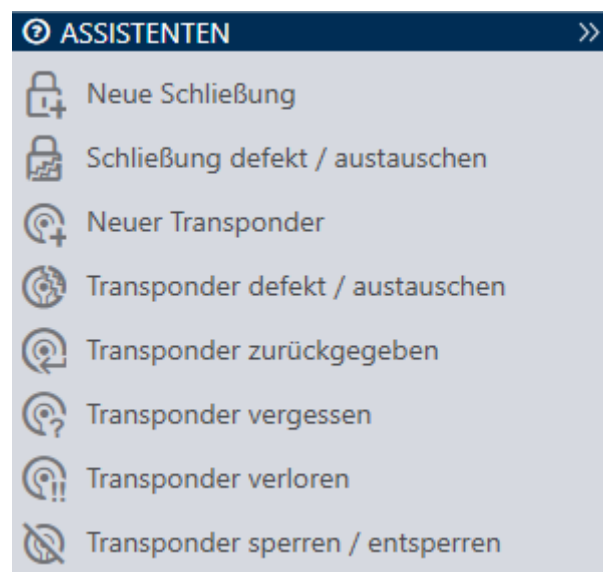 ASSISTENTEN
Neue Schließung
Schließung defekt / austauschen
Neuer Transponder
Transponder defekt / austauschen
Transponder zurückgegeben
Transponder vergessen
Transponder verloren
Transponder sperren / entsperren